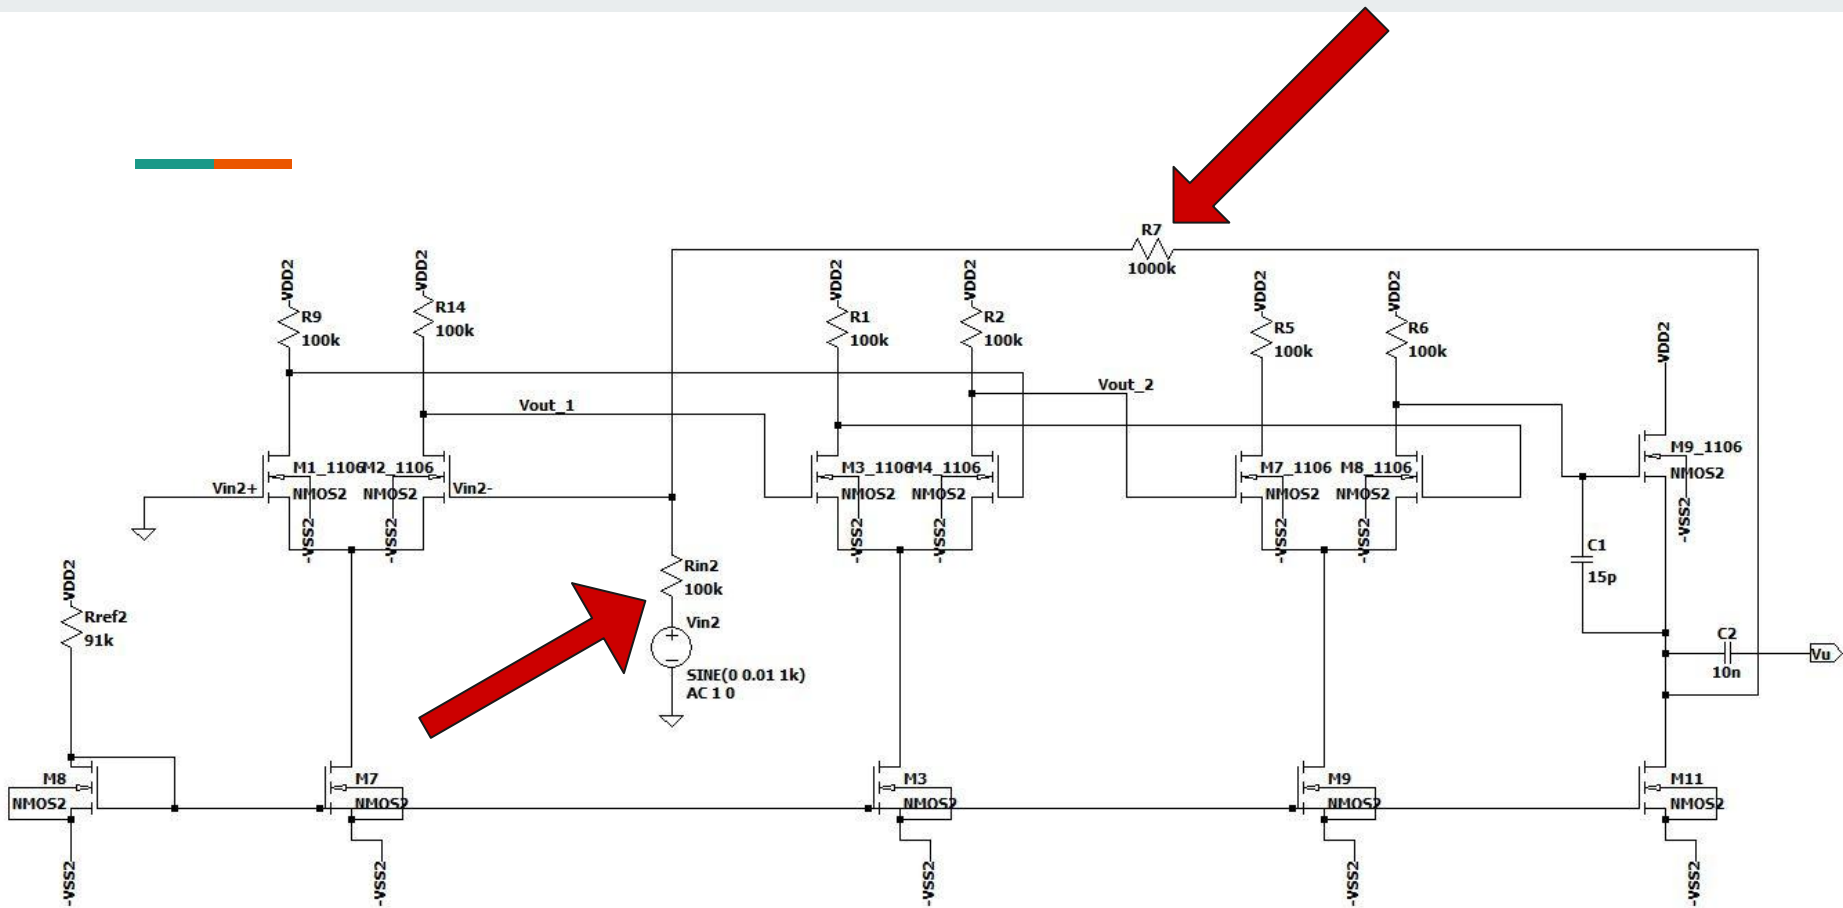 R7
1000k
VDD2
R9
100k
VDD2
R14
100k
VDD2
R1
100k
VDD2
R2
100k
VDD2
R5
100k
VDD2
R6
100k
VDD2
Vout_1
Vout_2
Vin2+
M1_1106
NMOS2
-VSS2
M2_1106
NMOS2
-VSS2
Vin2-
M3_1106
NMOS2
-VSS2
M4_1106
NMOS2
-VSS2
M7_1106
NMOS2
-VSS2
M8_1106
NMOS2
-VSS2
M9_1106
NMOS2
-VSS2
C1
15p
Rin2
100k
Vin2
SINE(0 0.01 1k)
AC 1 0
VDD2
Rref2
91k
C2
10n
Vu
M8
NMOS2
-VSS2
M7
NMOS2
-VSS2
M3
NMOS2
-VSS2
M9
NMOS2
-VSS2
M11
NMOS2
-VSS2